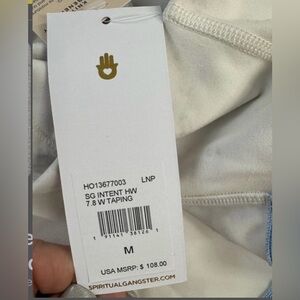 HO13677003 LNP
SG INTENT HW
7.8 W TAPING
M
USA MSRP: $ 108.00
SPIRITUALGANGSTER.COM